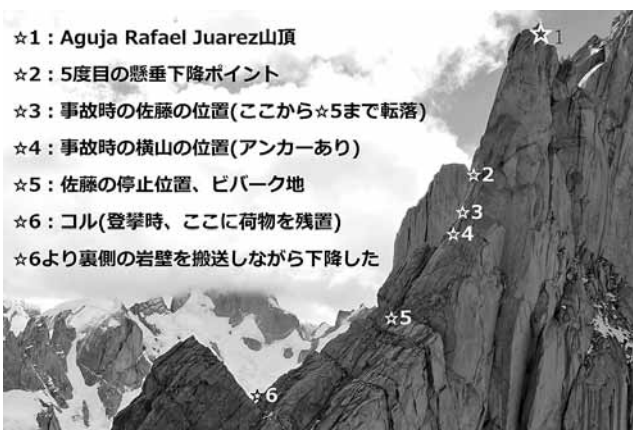 ☆1：Aguja Rafael Juarez山頂
☆2：5度目の懸垂下降ポイント
☆3：事故時の佐藤の位置(ここから☆5まで転落)
☆4：事故時の横山の位置(アンカーあり)
☆5：佐藤の停止位置、ビバーク地
☆6：コル(登攀時、ここに荷物を残置)
☆6より裏側の岩壁を搬送しながら下降した
☆1
☆2
☆3
☆4
☆5
☆6